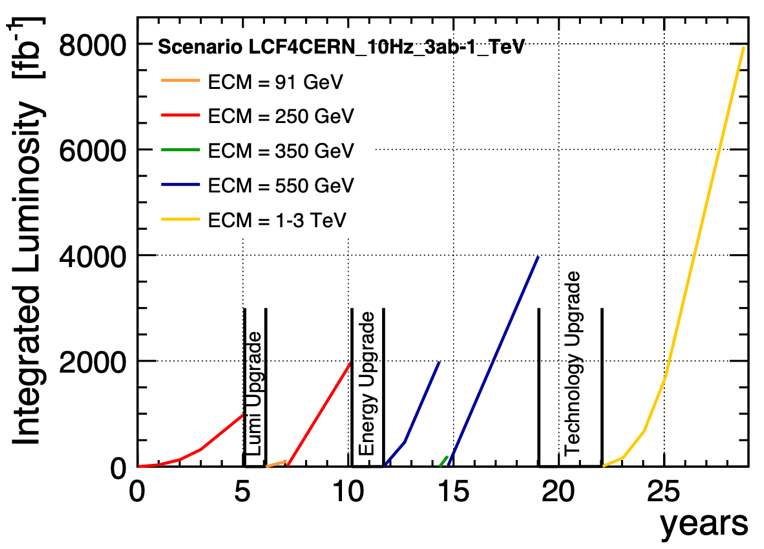 Integrated Luminosity [fb-1]
8000
6000
4000
2000
0
Scenario LCF4CERN_10Hz_3ab-1_TeV
ECM = 91 GeV
ECM = 250 GeV
ECM = 350 GeV
ECM = 550 GeV
ECM = 1-3 TeV
Lumi Upgrade
Energy Upgrade
Technology Upgrade
0 5 10 15 20 25
years